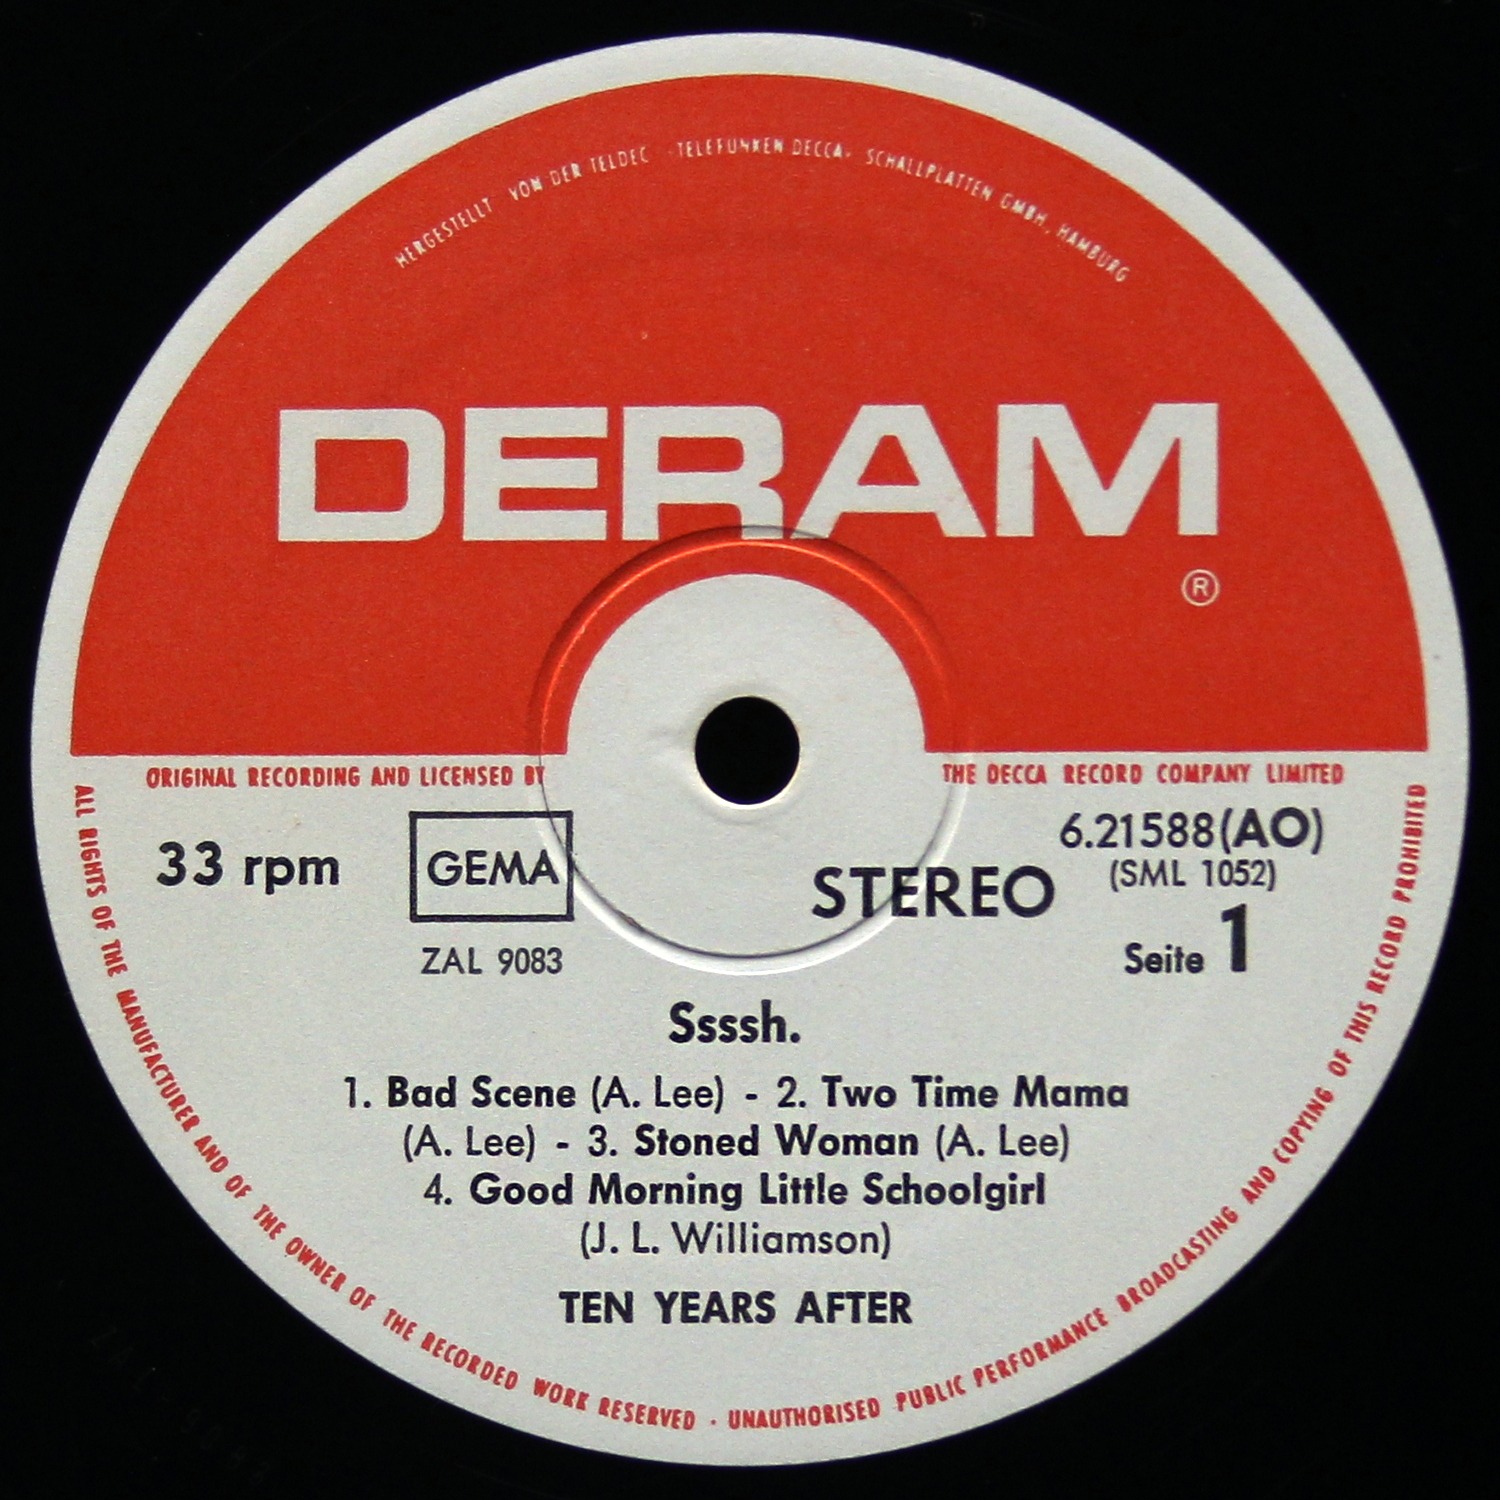 HERGESTELLT VON DER TELDEC »TELEFUNKEN DECCA« SCHALLPLATTEN GMBH, HAMBURG
DERAM
®
ORIGINAL RECORDING AND LICENSED BY THE DECCA RECORD COMPANY LIMITED
33 rpm
GEMA
ZAL 9083
STEREO
6.21588(AO)
(SML 1052)
Seite 1
Ssssh.
1. Bad Scene (A. Lee) - 2. Two Time Mama
(A. Lee) - 3. Stoned Woman (A. Lee)
4. Good Morning Little Schoolgirl
(J. L. Williamson)
TEN YEARS AFTER
ALL RIGHTS OF THE MANUFACTURER AND OF THE OWNER OF THE RECORDED WORK RESERVED · UNAUTHORISED PUBLIC PERFORMANCE BROADCASTING AND COPYING OF THIS RECORD PROHIBITED